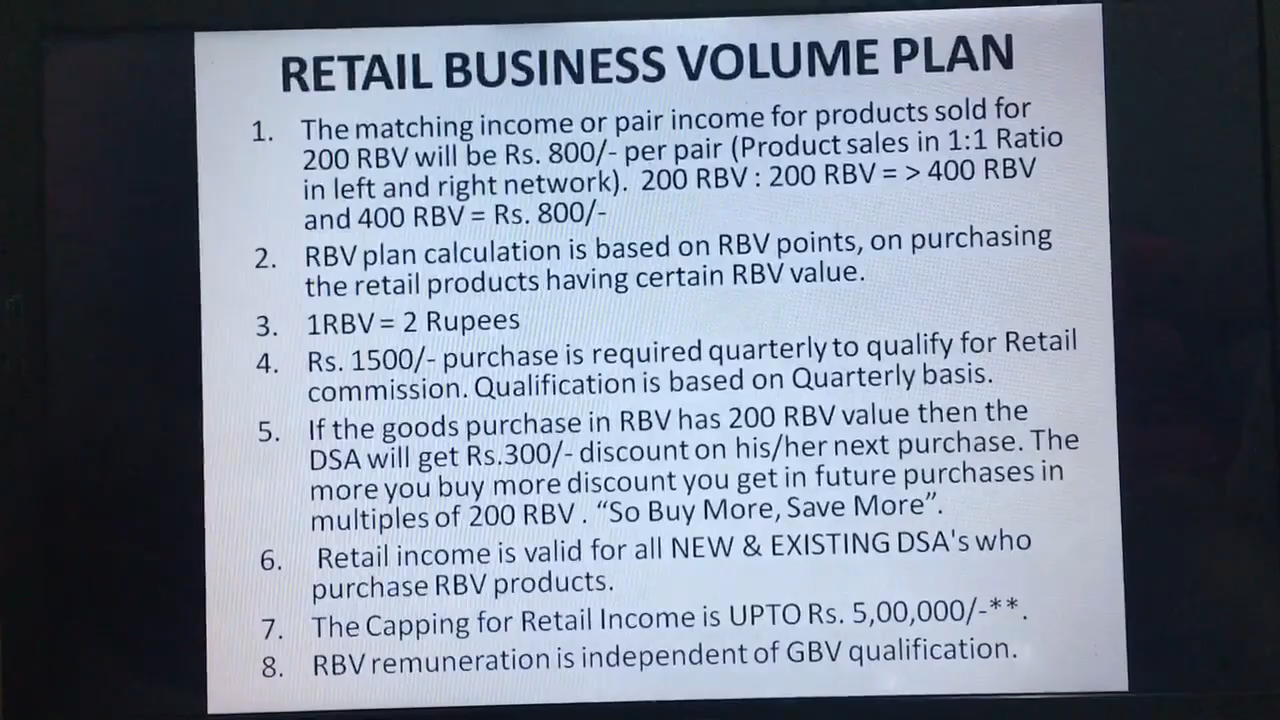 RETAIL BUSINESS VOLUME PLAN
1. The matching income or pair income for products sold for
200 RBV will be Rs. 800/- per pair (Product sales in 1:1 Ratio
in left and right network). 200 RBV : 200 RBV = > 400 RBV
and 400 RBV = Rs. 800/-
2. RBV plan calculation is based on RBV points, on purchasing
the retail products having certain RBV value.
3. 1RBV = 2 Rupees
4. Rs. 1500/- purchase is required quarterly to qualify for Retail
commission. Qualification is based on Quarterly basis.
5. If the goods purchase in RBV has 200 RBV value then the
DSA will get Rs.300/- discount on his/her next purchase. The
more you buy more discount you get in future purchases in
multiples of 200 RBV . “So Buy More, Save More”.
6. Retail income is valid for all NEW & EXISTING DSA's who
purchase RBV products.
7. The Capping for Retail Income is UPTO Rs. 5,00,000/-**.
8. RBV remuneration is independent of GBV qualification.